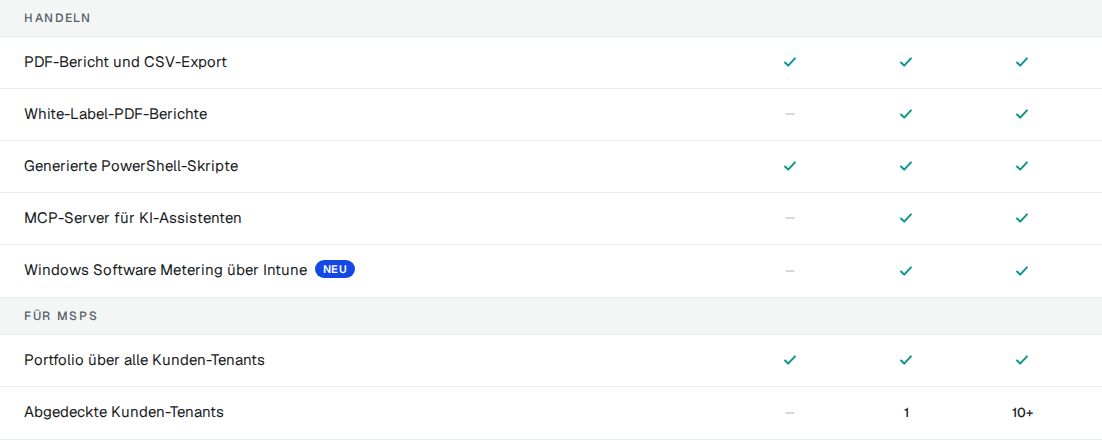 HANDELN
PDF-Bericht und CSV-Export
White-Label-PDF-Berichte
Generierte PowerShell-Skripte
MCP-Server für KI-Assistenten
Windows Software Metering über Intune NEU
FÜR MSPS
Portfolio über alle Kunden-Tenants
Abgedeckte Kunden-Tenants – 1 10+